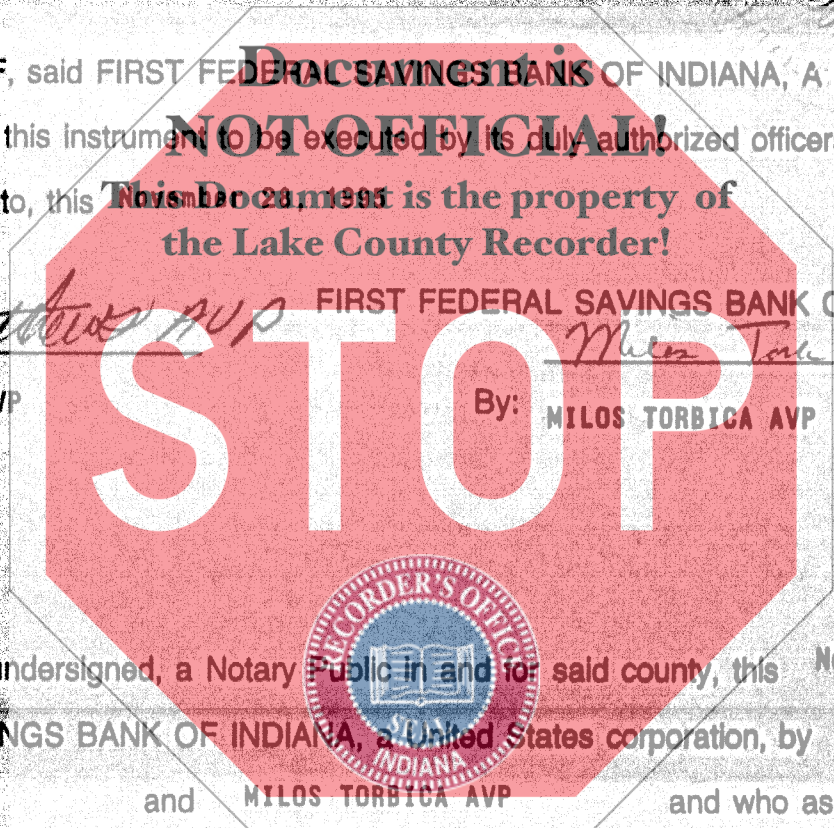 , said FIRST FEDERAL SAVINGS BANK OF INDIANA, A
Document is
this instrument to be executed by its duly authorized officer
NOT OFFICIAL!
to, this November 28, 1995
This Document is the property of
the Lake County Recorder!
AVP FIRST FEDERAL SAVINGS BANK O
Milos
VP
By: MILOS TORBICA AVP
STOP
RECORDER'S OFFICE
SEAL
INDIANA
undersigned, a Notary Public in and for said county, this
NGS BANK OF INDIANA, a United States corporation, by
and MILOS TORBICA AVP and who as